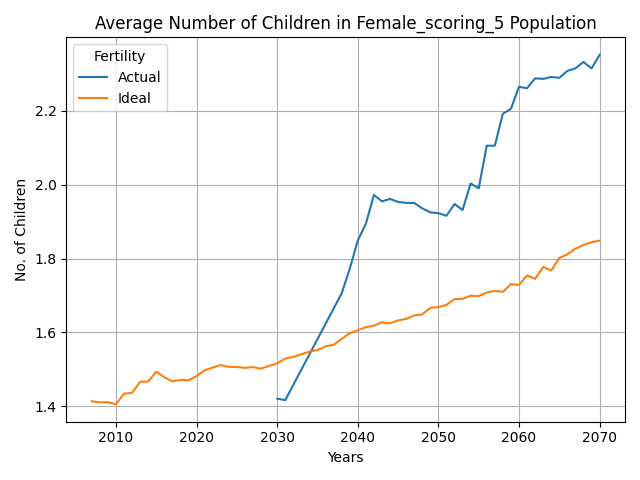 Average Number of Children in Female_scoring_5 Population
Fertility
Actual
Ideal
2.2
2.0
1.8
1.6
1.4
No. of Children
2010 2020 2030 2040 2050 2060 2070
Years